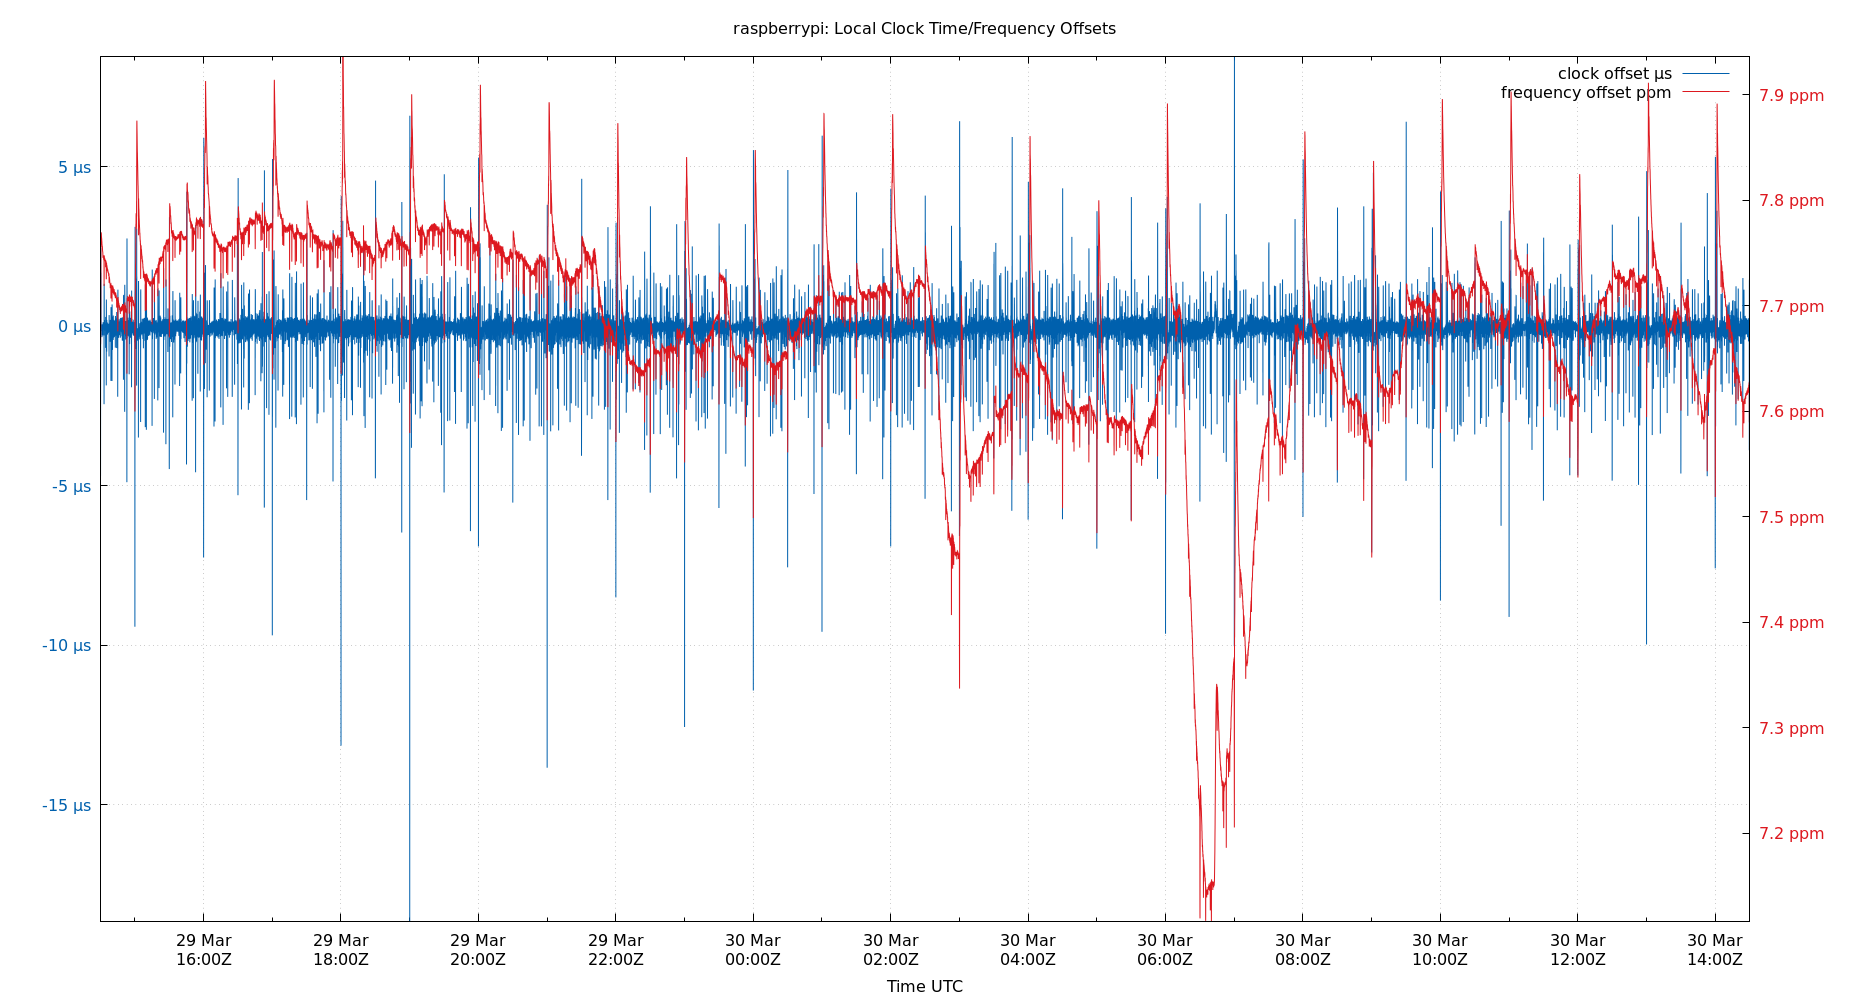 raspberrypi: Local Clock Time/Frequency Offsets
clock offset µs
frequency offset ppm
5 µs
0 µs
-5 µs
-10 µs
-15 µs
7.9 ppm
7.8 ppm
7.7 ppm
7.6 ppm
7.5 ppm
7.4 ppm
7.3 ppm
7.2 ppm
29 Mar
16:00Z
29 Mar
18:00Z
29 Mar
20:00Z
29 Mar
22:00Z
30 Mar
00:00Z
30 Mar
02:00Z
30 Mar
04:00Z
30 Mar
06:00Z
30 Mar
08:00Z
30 Mar
10:00Z
30 Mar
12:00Z
30 Mar
14:00Z
Time UTC